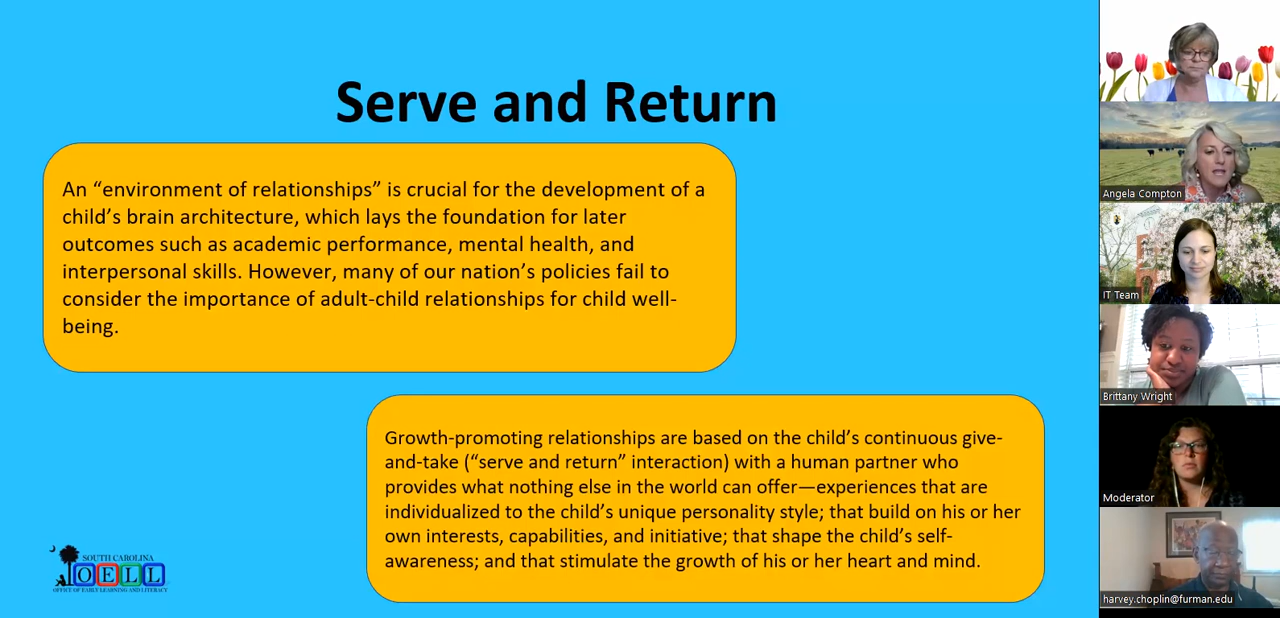 Serve and Return
An “environment of relationships” is crucial for the development of a
child’s brain architecture, which lays the foundation for later
outcomes such as academic performance, mental health, and
interpersonal skills. However, many of our nation’s policies fail to
consider the importance of adult-child relationships for child well-
being.
Growth-promoting relationships are based on the child’s continuous give-
and-take (“serve and return” interaction) with a human partner who
provides what nothing else in the world can offer—experiences that are
individualized to the child’s unique personality style; that build on his or her
own interests, capabilities, and initiative; that shape the child’s self-
awareness; and that stimulate the growth of his or her heart and mind.
SOUTH CAROLINA
OELL
OFFICE OF EARLY LEARNING AND LITERACY
Angela Compton
IT Team
Brittany Wright
Moderator
harvey.choplin@furman.edu